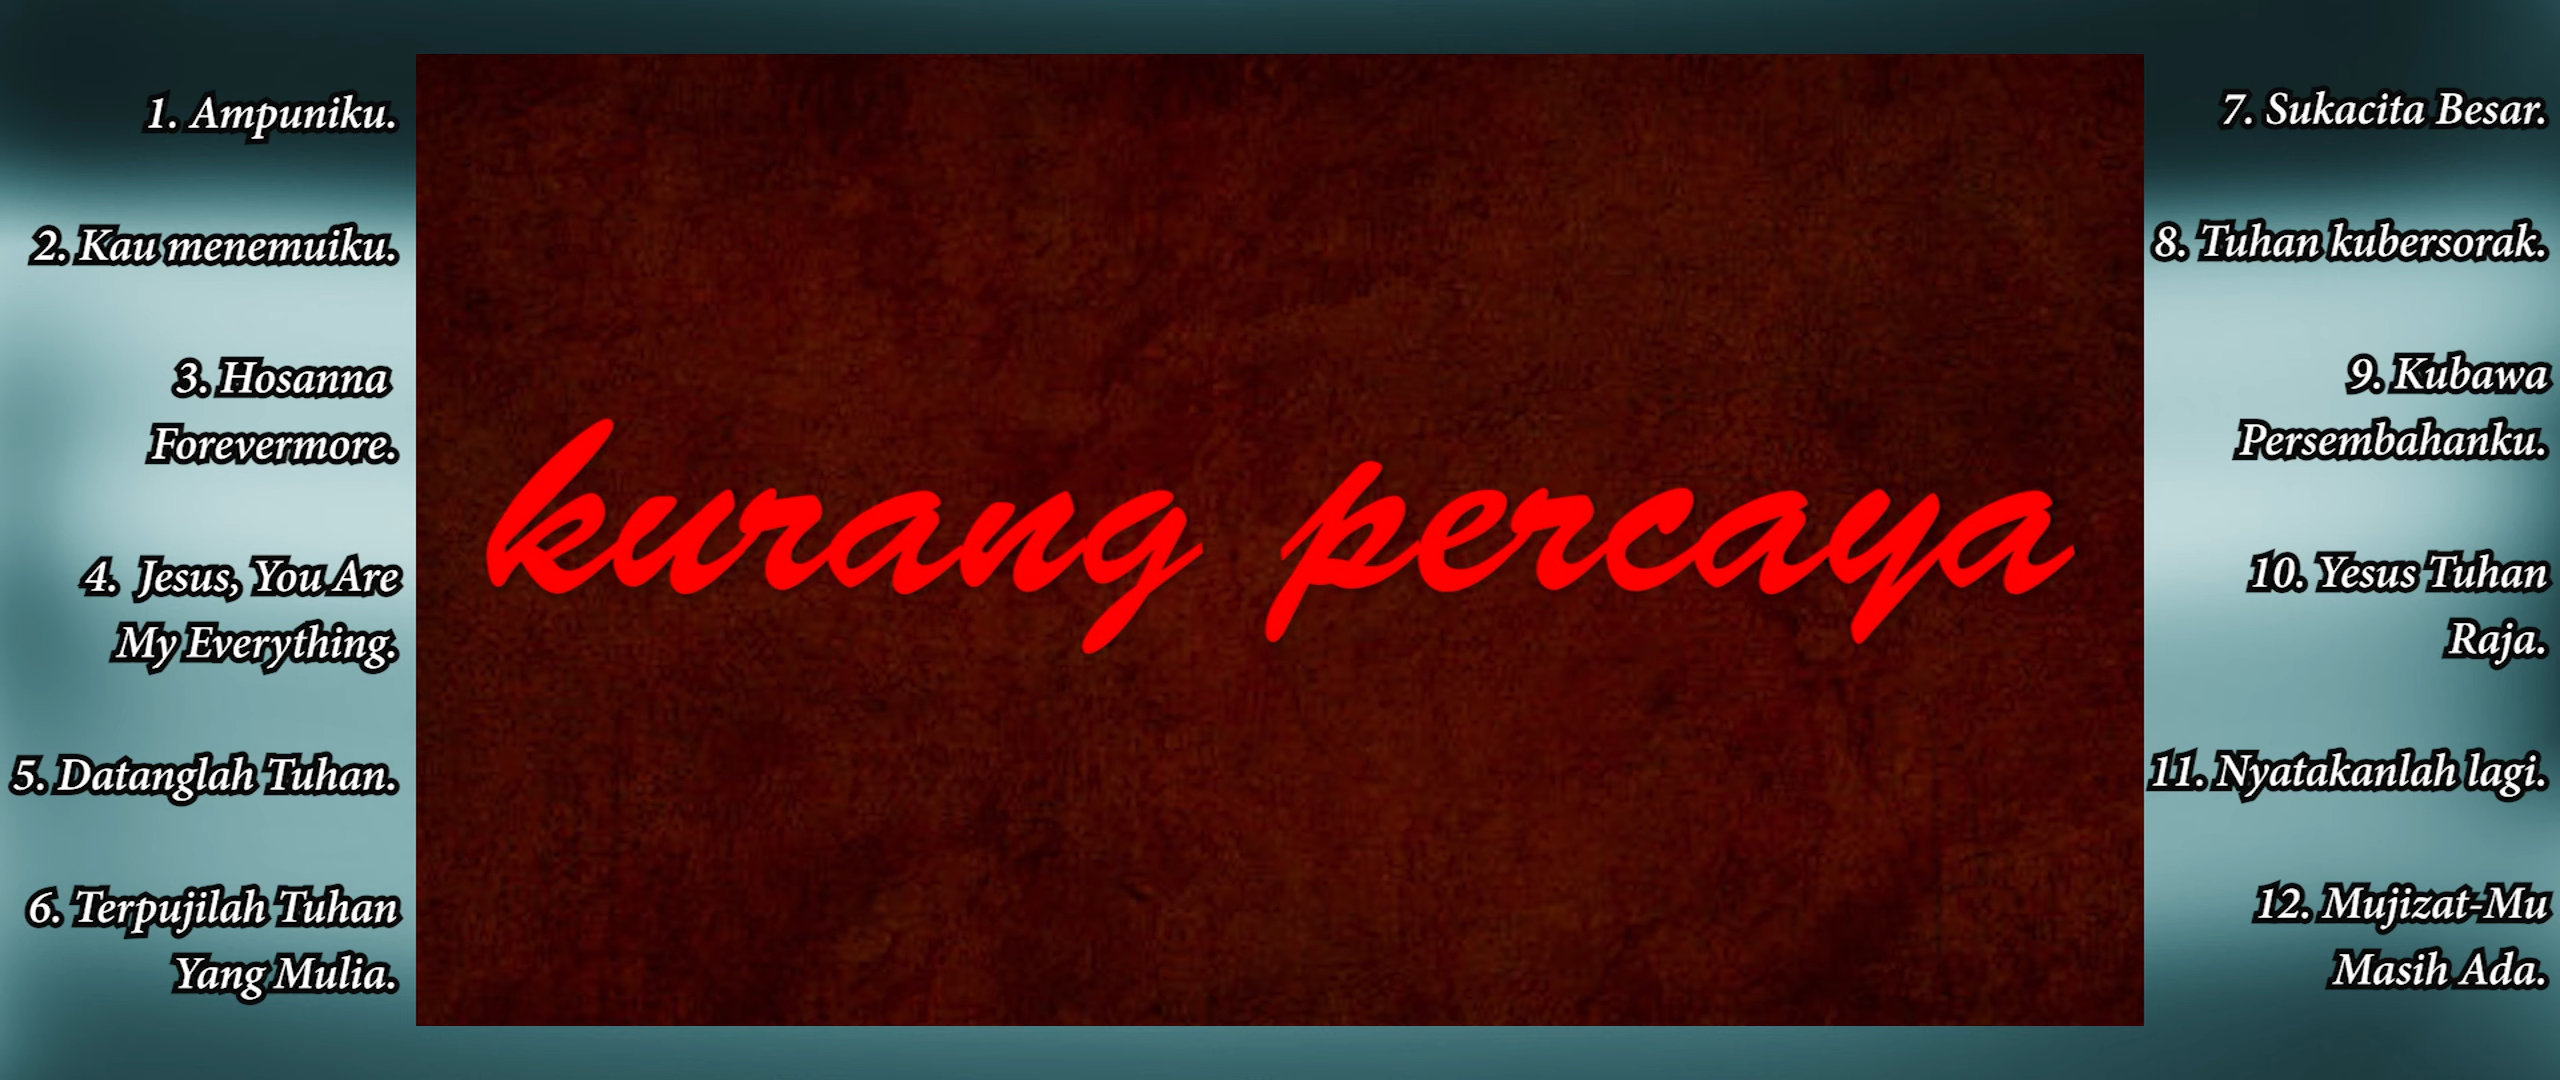 1. Ampuniku.
2. Kau menemuiku.
3. Hosanna
Forevermore.
4. Jesus, You Are
My Everything.
5. Datanglah Tuhan.
6. Terpujilah Tuhan
Yang Mulia.
kurang percaya
7. Sukacita Besar.
8. Tuhan kubersorak.
9. Kubawa
Persembahanku.
10. Yesus Tuhan
Raja.
11. Nyatakanlah lagi.
12. Mujizat-Mu
Masih Ada.